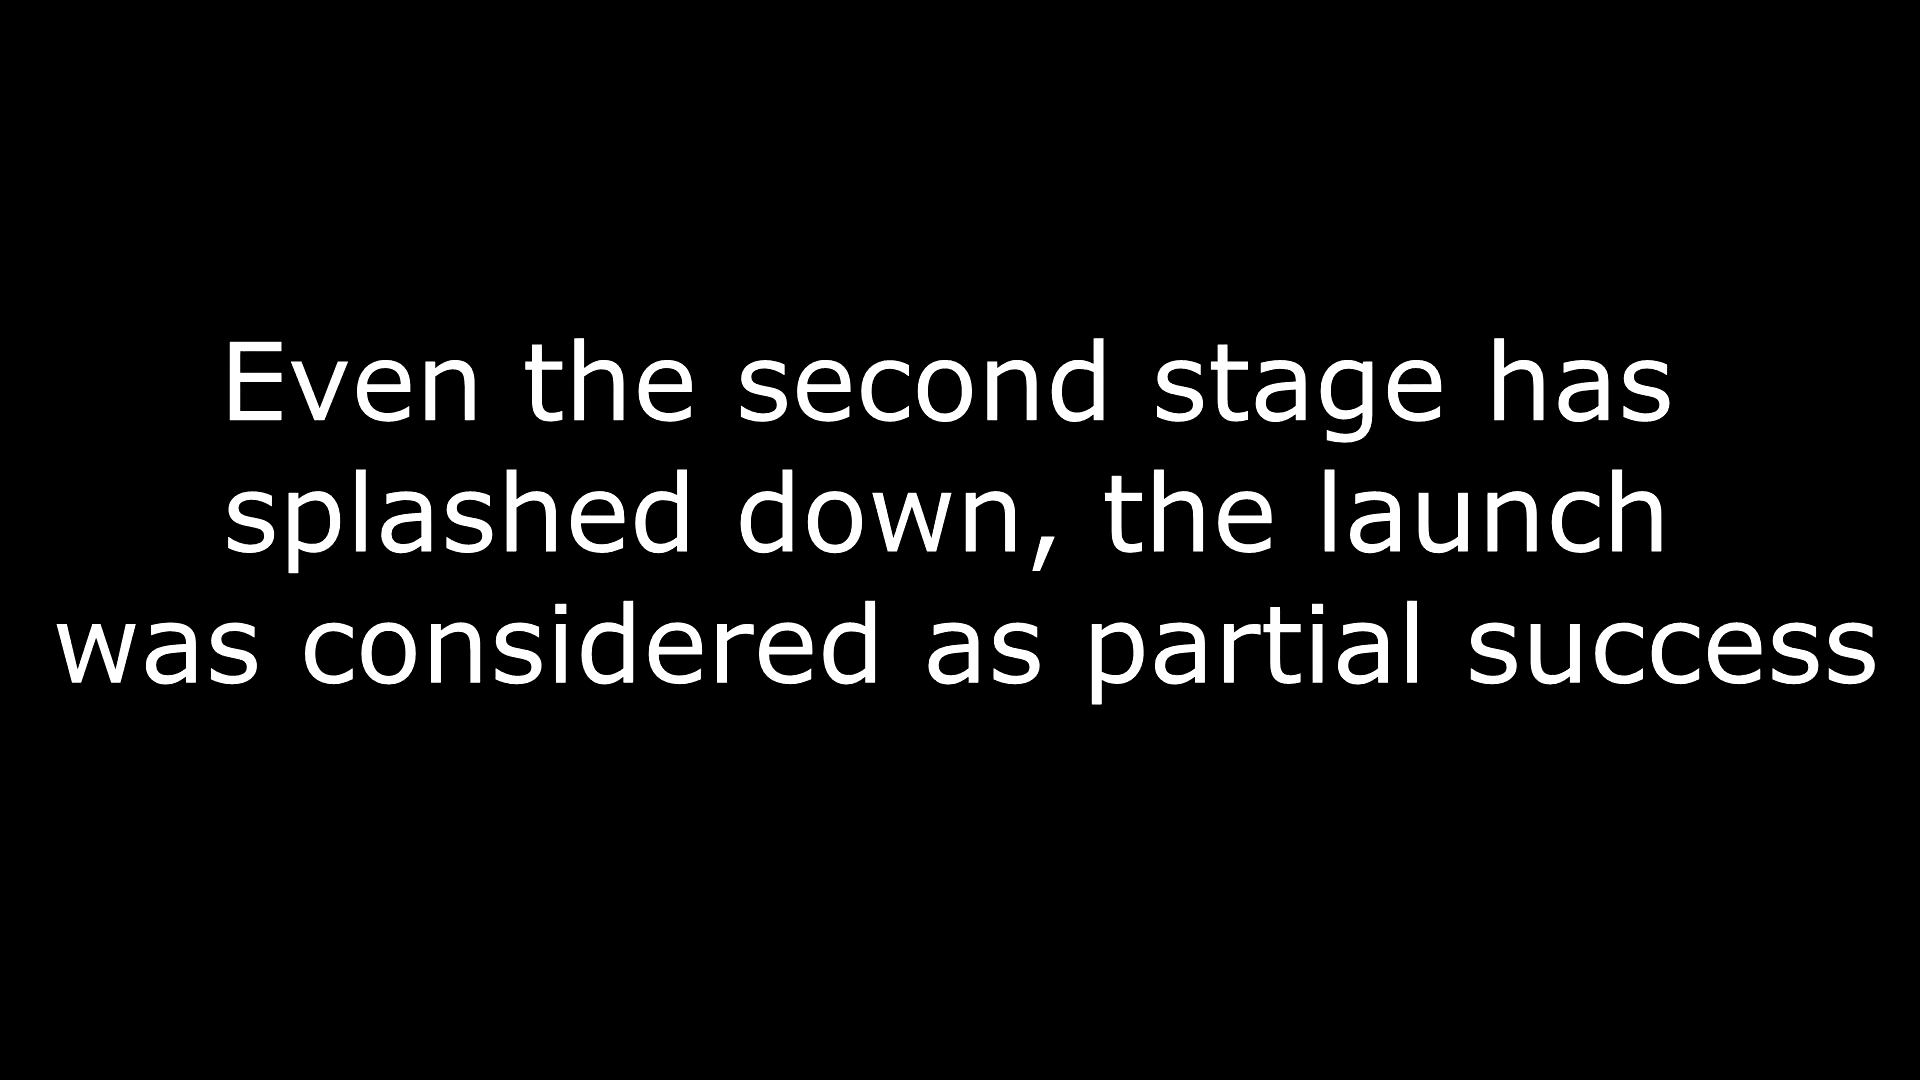 Even the second stage has
splashed down, the launch
was considered as partial success